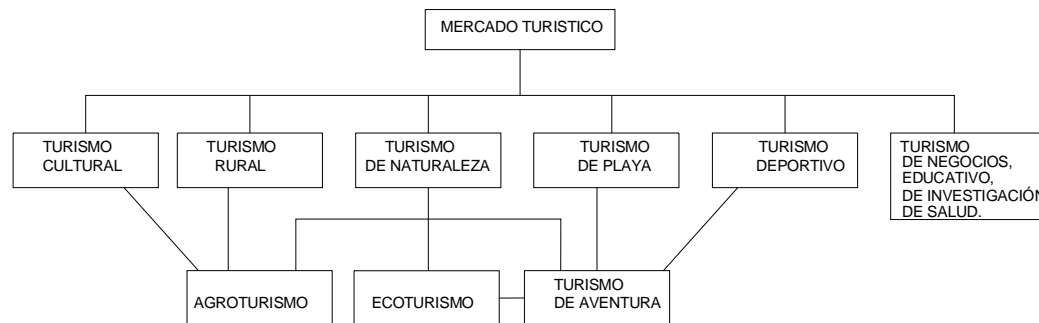 MERCADO TURISTICO
TURISMO
CULTURAL
TURISMO
RURAL
TURISMO
DE NATURALEZA
TURISMO
DE PLAYA
TURISMO
DEPORTIVO
TURISMO
DE NEGOCIOS,
EDUCATIVO,
DE INVESTIGACIÓN
DE SALUD.
AGROTURISMO
ECOTURISMO
TURISMO
DE AVENTURA